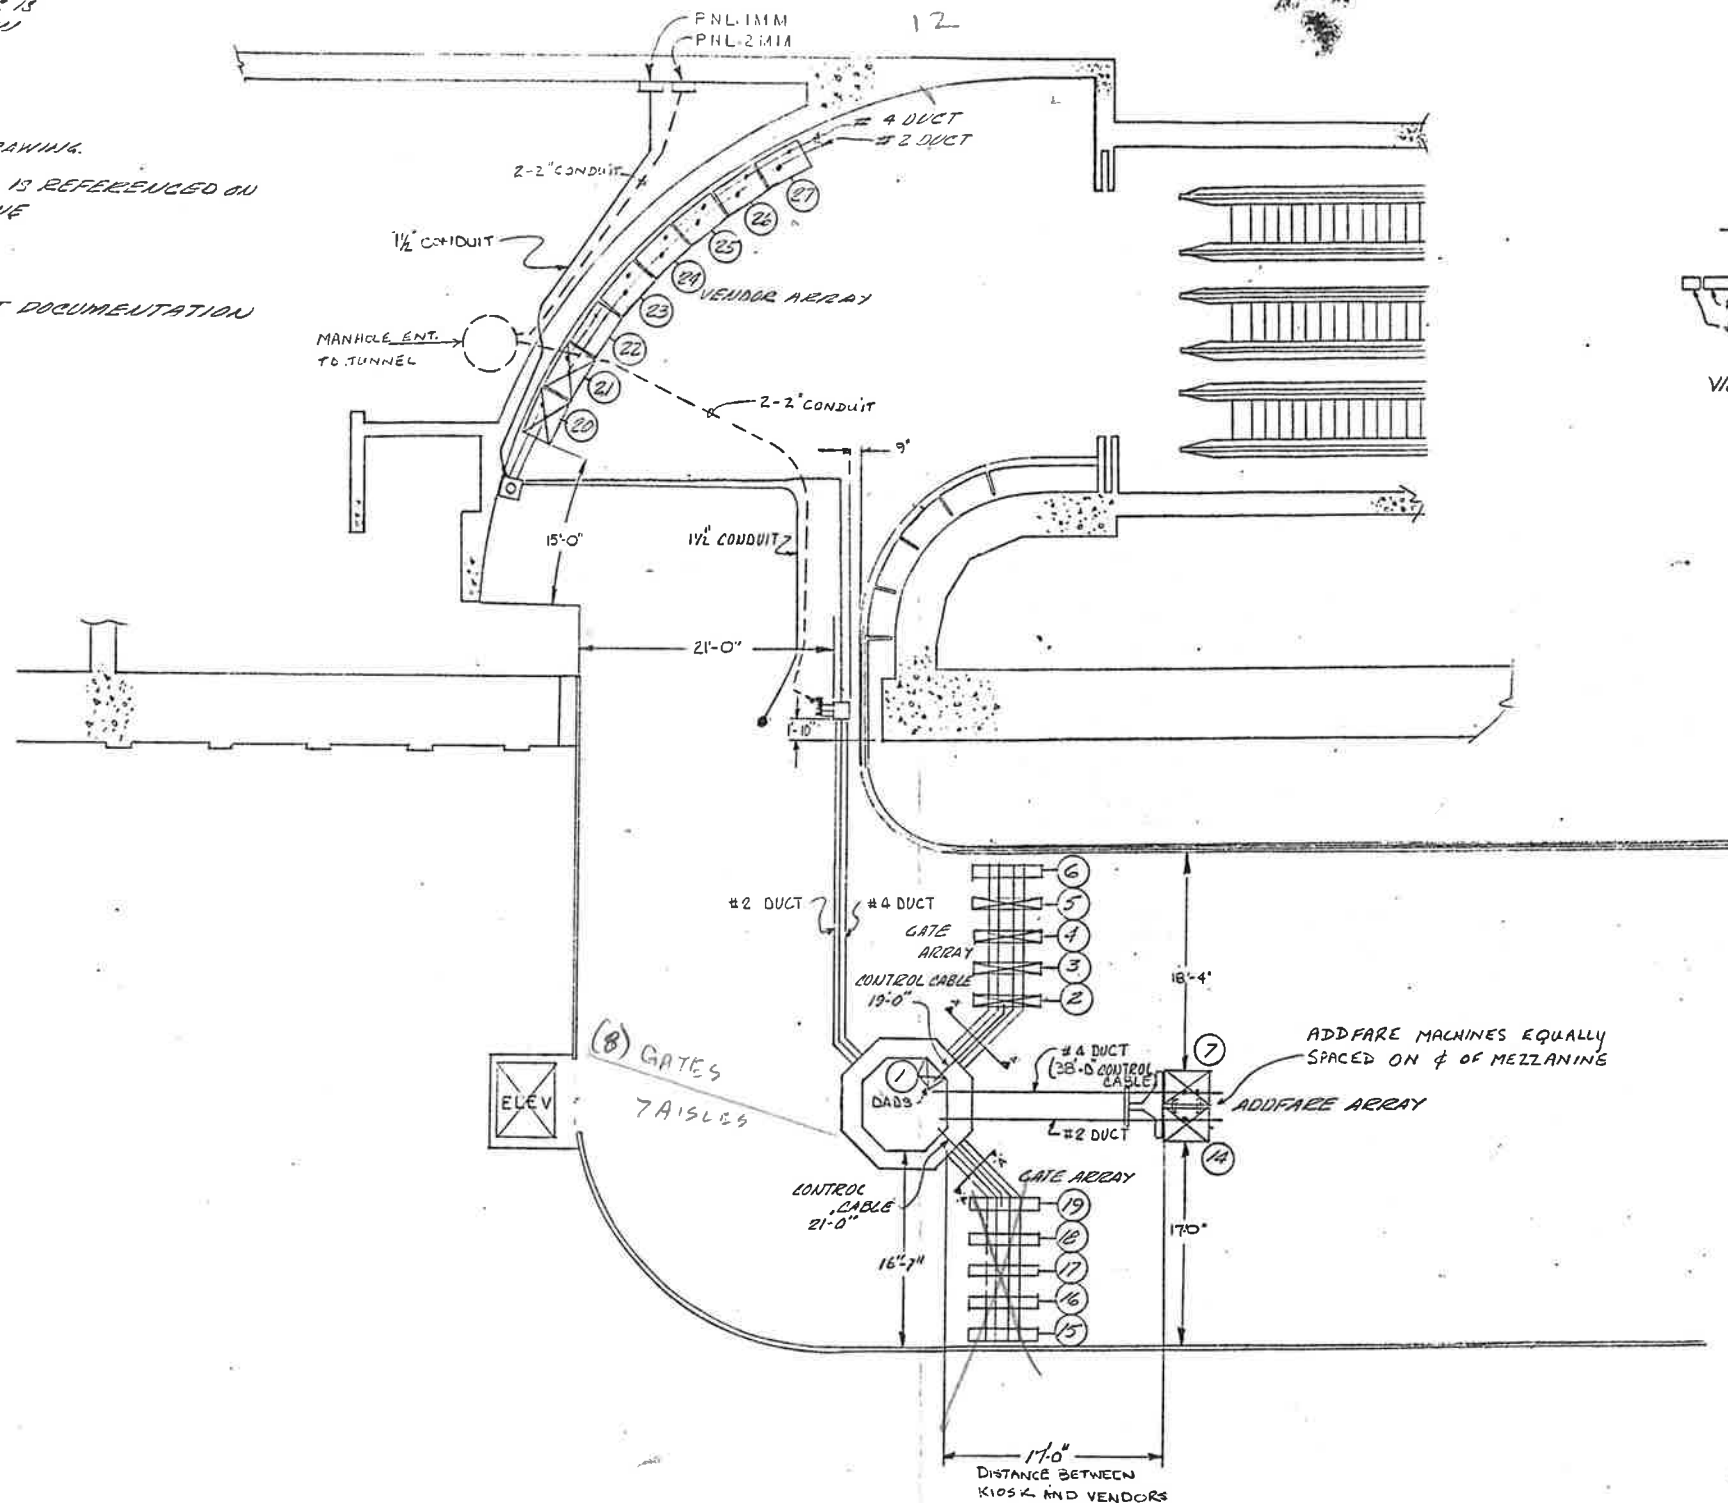 12
PNL-1MM
PNL-2MM
IS
AWING.
IS REFERENCED ON
T DOCUMENTATION
# 4 DUCT
# 2 DUCT
2-2" CONDUIT
1½" CONDUIT
27
26
25
24
23
22
21
20
VENDOR ARRAY
MANHOLE ENT.
TO TUNNEL
2-2" CONDUIT
9"
15'-0"
1½" CONDUIT
21'-0"
1'-10"
#2 DUCT
#4 DUCT
6
5
4
3
2
GATE
ARRAY
CONTROL CABLE
19'-0"
18'-4"
(8) GATES
7 AISLES
ELEV
1
DADS
#4 DUCT
(38'-0" CONTROL
CABLE)
7
ADDFARE MACHINES EQUALLY
SPACED ON ¢ OF MEZZANINE
ADDFARE ARRAY
#2 DUCT
14
GATE ARRAY
CONTROL
CABLE
21'-0"
19
18
17
16
15
16'-7"
17'-0"
17'-0"
DISTANCE BETWEEN
KIOSK AND VENDORS